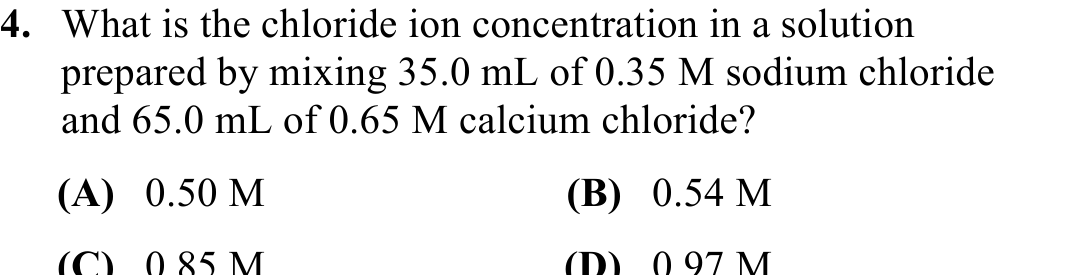 4. What is the chloride ion concentration in a solution
prepared by mixing 35.0 mL of 0.35 M sodium chloride
and 65.0 mL of 0.65 M calcium chloride?
(A) 0.50 M (B) 0.54 M
(C) 0.85 M (D) 0.97 M